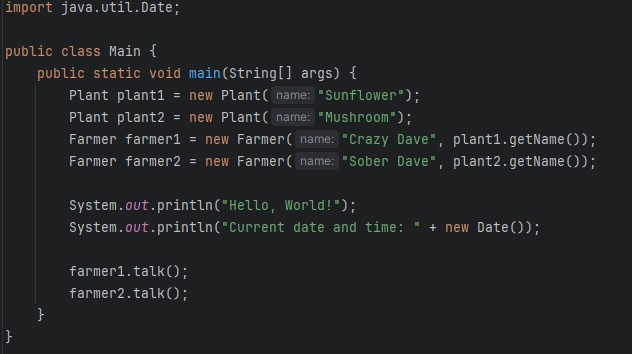 import java.util.Date;
public class Main {
public static void main(String[] args) {
Plant plant1 = new Plant( name: "Sunflower");
Plant plant2 = new Plant( name: "Mushroom");
Farmer farmer1 = new Farmer( name: "Crazy Dave", plant1.getName());
Farmer farmer2 = new Farmer( name: "Sober Dave", plant2.getName());
System.out.println("Hello, World!");
System.out.println("Current date and time: " + new Date());
farmer1.talk();
farmer2.talk();
}
}